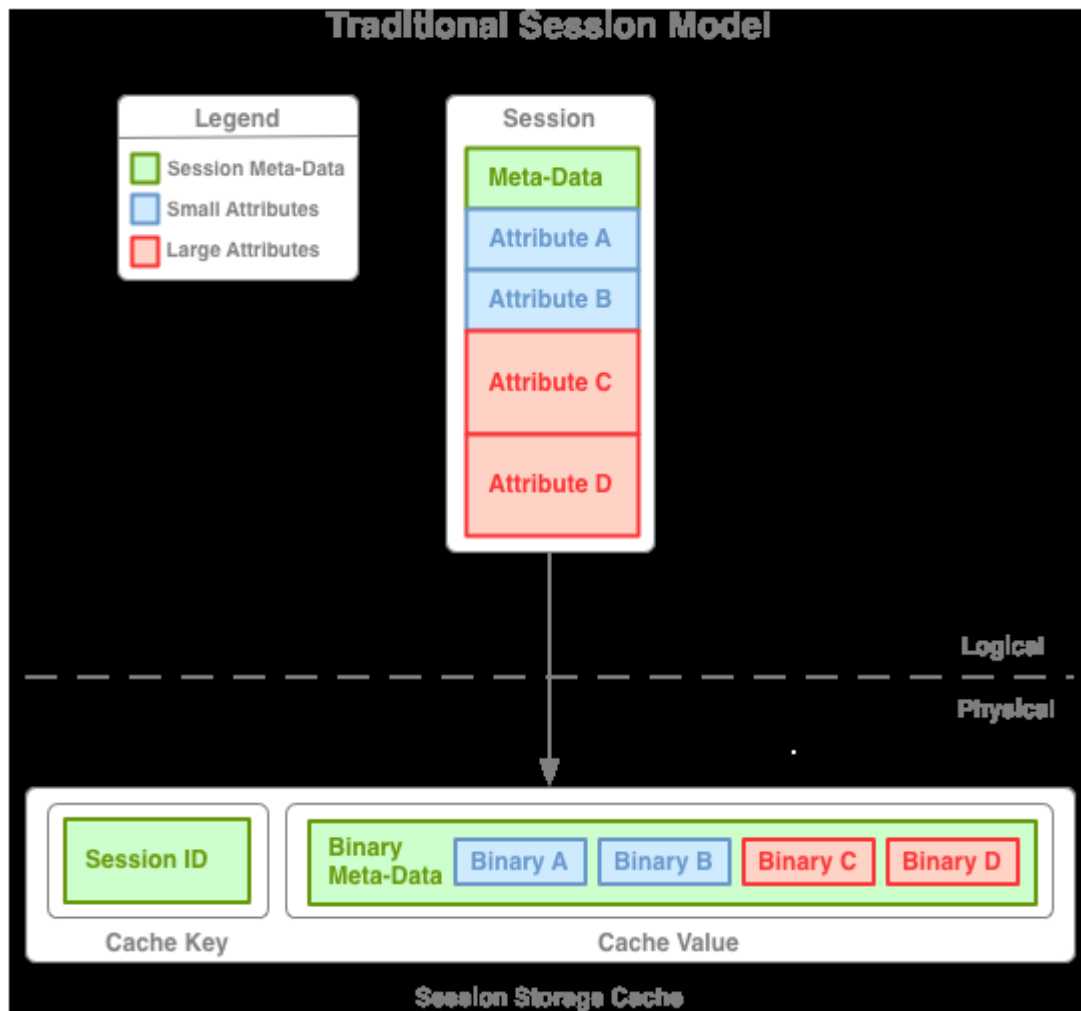 Traditional Session Model
Legend
Session Meta-Data
Small Attributes
Large Attributes
Session
Meta-Data
Attribute A
Attribute B
Attribute C
Attribute D
Logical
Physical
Session ID
Cache Key
Binary
Meta-Data
Binary A
Binary B
Binary C
Binary D
Cache Value
Session Storage Cache